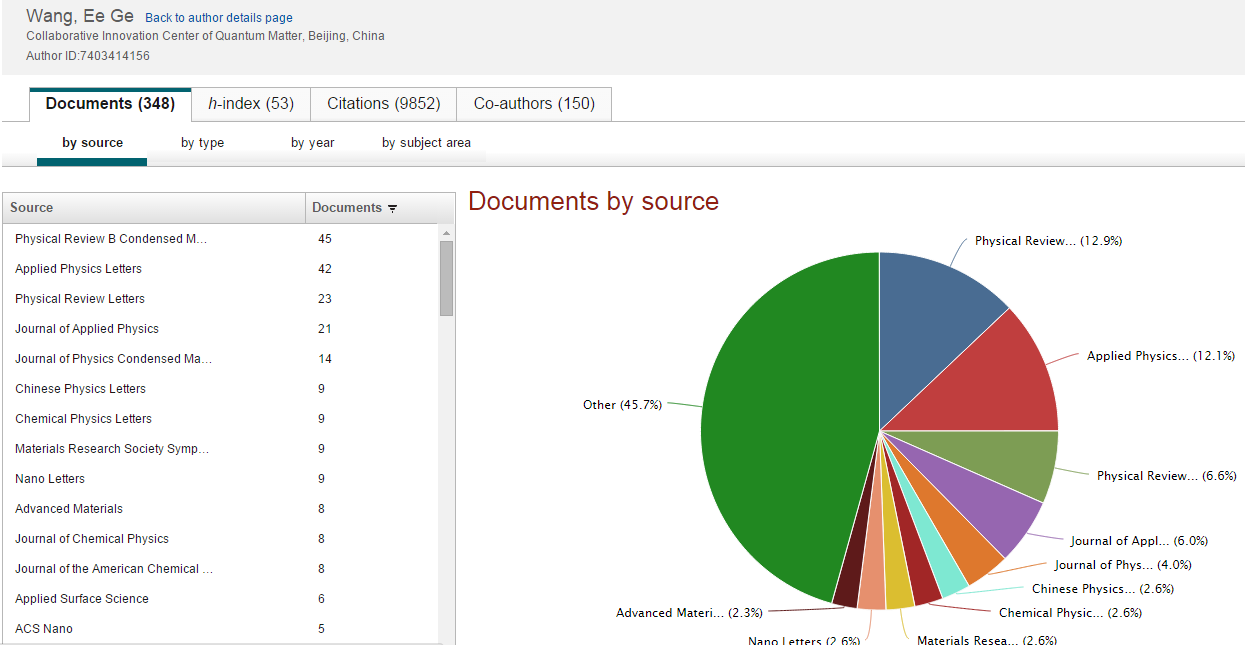 Wang, Ee Ge Back to author details page
Collaborative Innovation Center of Quantum Matter, Beijing, China
Author ID:7403414156
Documents (348) h-index (53) Citations (9852) Co-authors (150)
by source by type by year by subject area
Source Documents
Physical Review B Condensed M... 45
Applied Physics Letters 42
Physical Review Letters 23
Journal of Applied Physics 21
Journal of Physics Condensed Ma... 14
Chinese Physics Letters 9
Chemical Physics Letters 9
Materials Research Society Symp... 9
Nano Letters 9
Advanced Materials 8
Journal of Chemical Physics 8
Journal of the American Chemical ... 8
Applied Surface Science 6
ACS Nano 5
Documents by source
Physical Review... (12.9%)
Applied Physics... (12.1%)
Other (45.7%)
Physical Review... (6.6%)
Journal of Appl... (6.0%)
Journal of Phys... (4.0%)
Chinese Physics... (2.6%)
Advanced Materi... (2.3%)
Chemical Physic... (2.6%)
Nano Letters (2.6%)
Materials Resea... (2.6%)